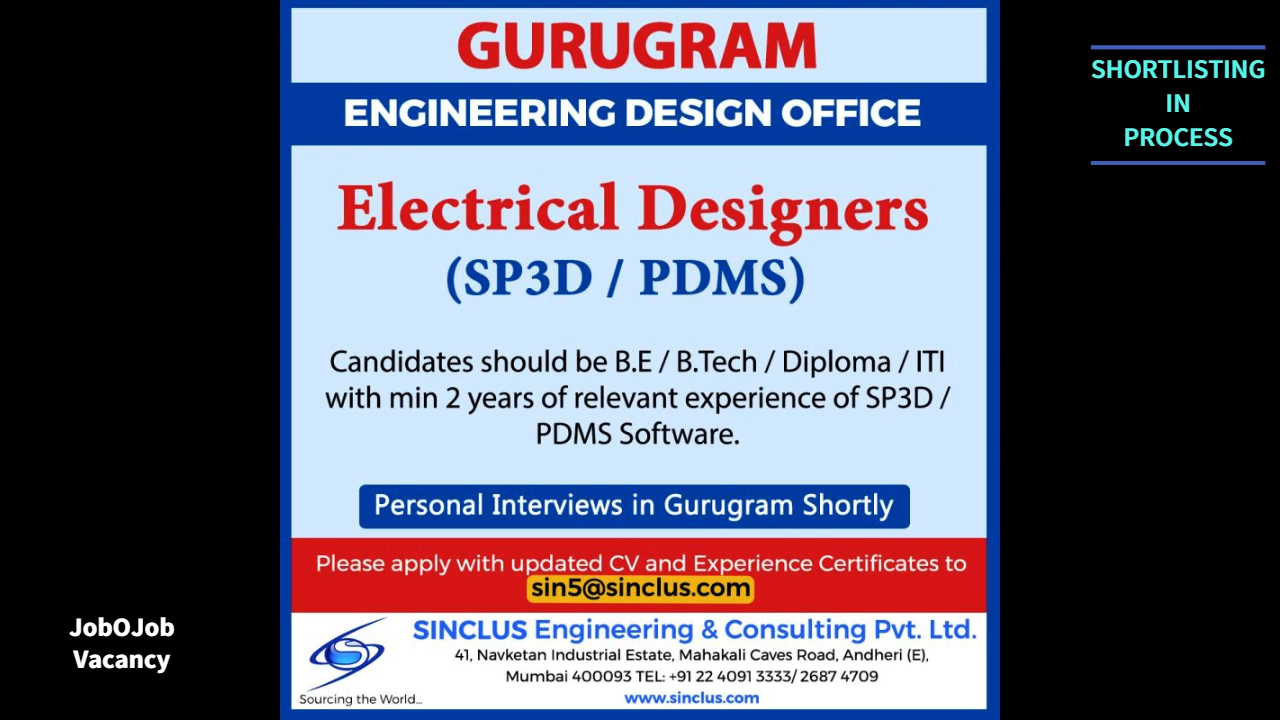 GURUGRAM
ENGINEERING DESIGN OFFICE
Electrical Designers
(SP3D / PDMS)
Candidates should be B.E / B.Tech / Diploma / ITI
with min 2 years of relevant experience of SP3D /
PDMS Software.
Personal Interviews in Gurugram Shortly
Please apply with updated CV and Experience Certificates to
sin5@sinclus.com
SINCLUS Engineering & Consulting Pvt. Ltd.
41, Navketan Industrial Estate, Mahakali Caves Road, Andheri (E),
Mumbai 400093 TEL: +91 22 4091 3333/ 2687 4709
www.sinclus.com
Sourcing the World...
SHORTLISTING
IN
PROCESS
JobOJob
Vacancy